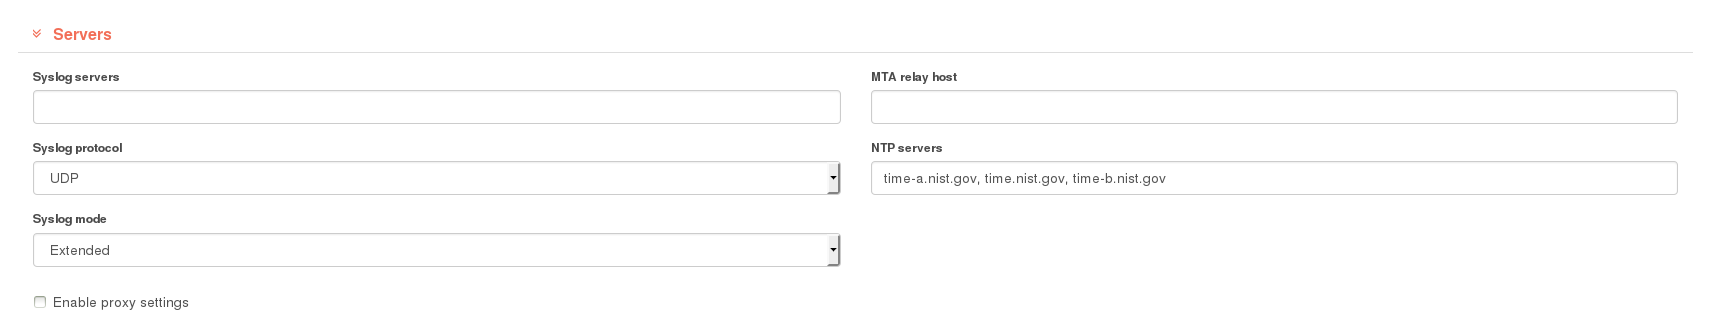 Servers
Syslog servers
MTA relay host
Syslog protocol
NTP servers
UDP
time-a.nist.gov, time.nist.gov, time-b.nist.gov
Syslog mode
Extended
Enable proxy settings